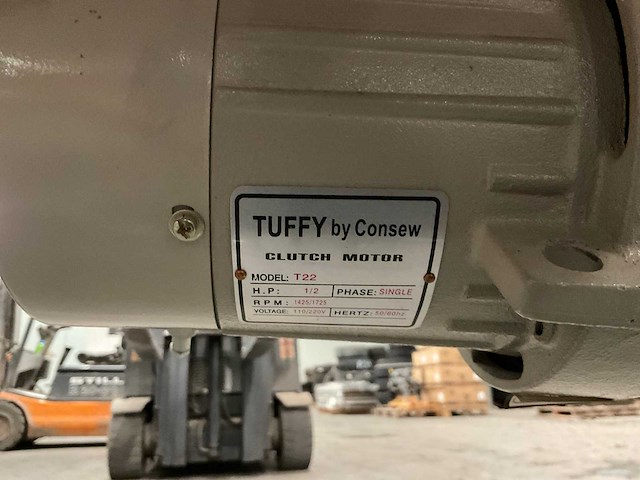 TUFFY by Consew
CLUTCH MOTOR
MODEL: T22
H.P: 1/2 PHASE: SINGLE
RPM: 1425/1725
VOLTAGE: 110/220V HERTZ: 50/60hz
STILL